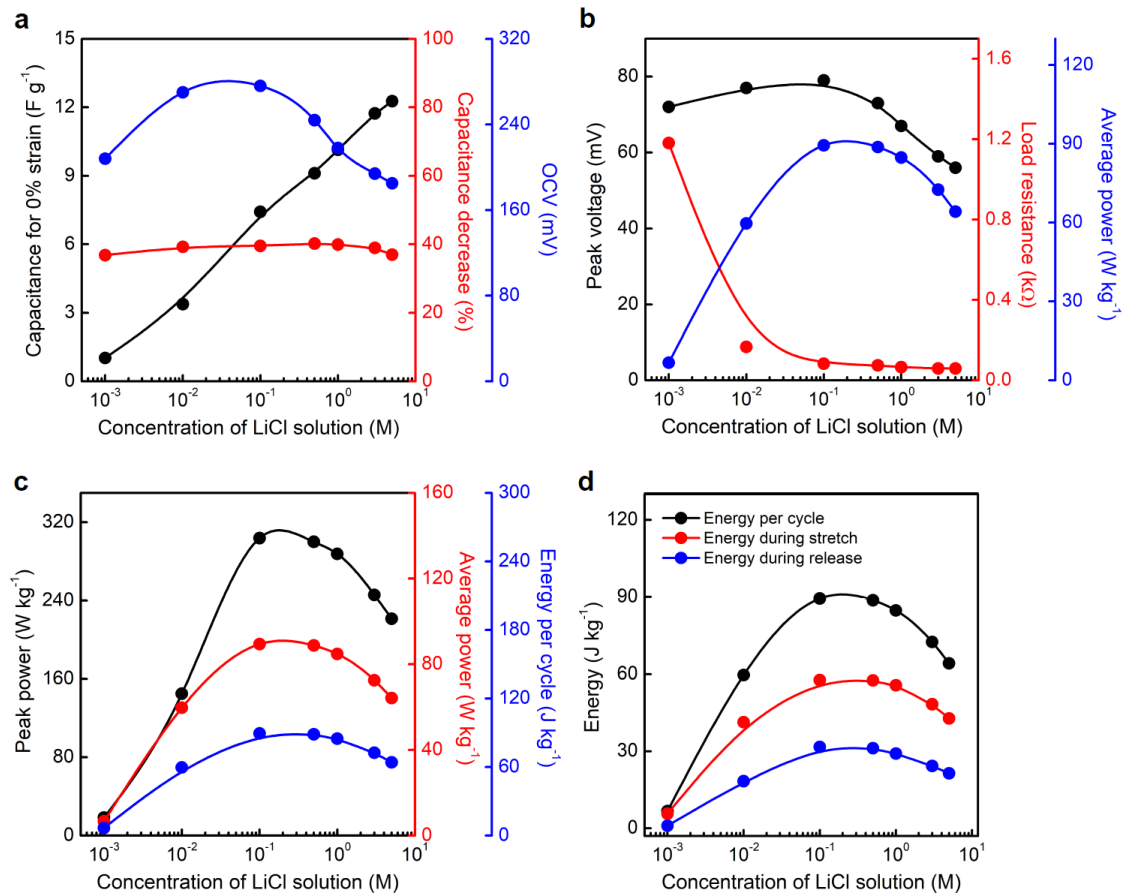 a
15
12
9
6
3
0
Capacitance for 0% strain (F g⁻¹)
100
80
60
40
20
0
Capacitance decrease (%)
320
240
160
80
0
OCV (mV)
10⁻³ 10⁻² 10⁻¹ 10⁰ 10¹
Concentration of LiCl solution (M)
b
80
60
40
20
0
Peak voltage (mV)
1.6
1.2
0.8
0.4
0.0
Load resistance (kΩ)
120
90
60
30
0
Average power (W kg⁻¹)
10⁻³ 10⁻² 10⁻¹ 10⁰ 10¹
Concentration of LiCl solution (M)
c
320
240
160
80
0
Peak power (W kg⁻¹)
160
120
80
40
0
Average power (W kg⁻¹)
300
240
180
120
60
0
Energy per cycle (J kg⁻¹)
10⁻³ 10⁻² 10⁻¹ 10⁰ 10¹
Concentration of LiCl solution (M)
d
120
90
60
30
0
Energy (J kg⁻¹)
Energy per cycle
Energy during stretch
Energy during release
10⁻³ 10⁻² 10⁻¹ 10⁰ 10¹
Concentration of LiCl solution (M)